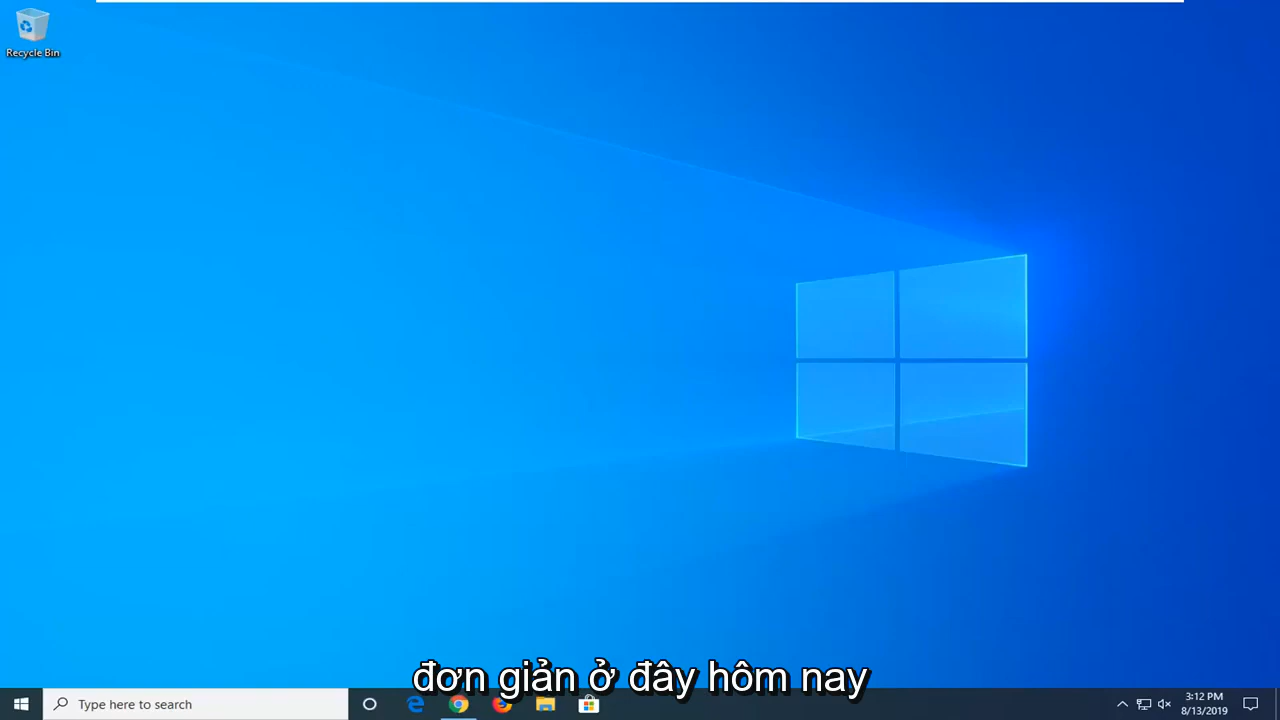 Recycle Bin
đơn giản ở đây hôm nay
Type here to search
3:12 PM
8/13/2019